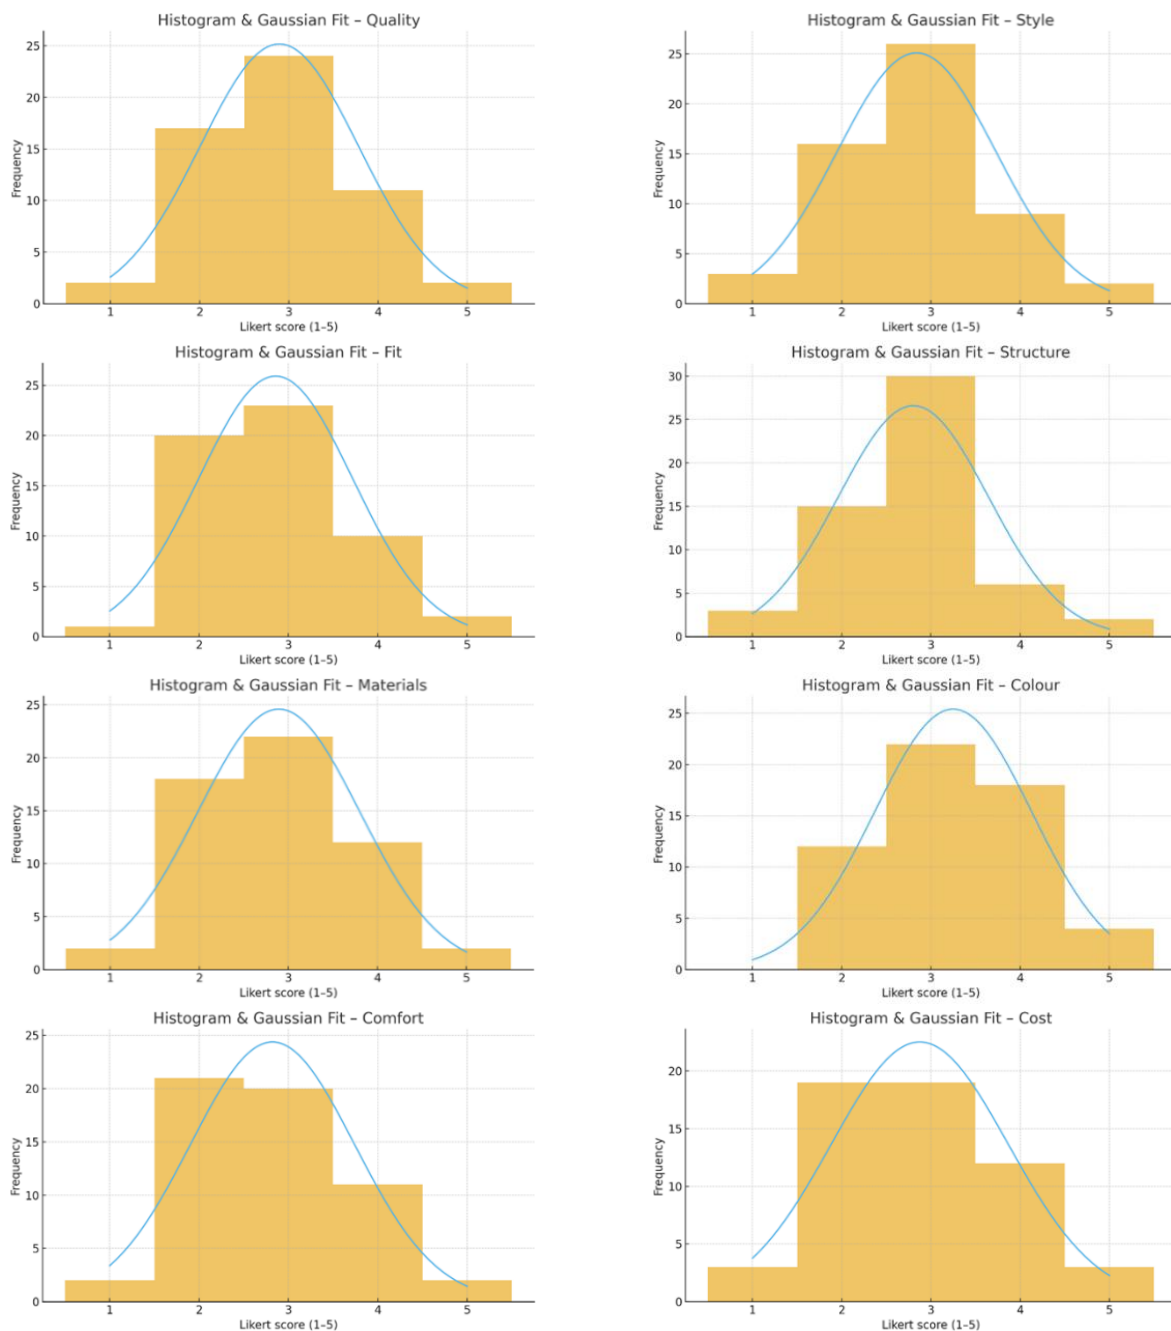 Histogram & Gaussian Fit – Quality
25
20
15
10
5
0
Frequency
1 2 3 4 5
Likert score (1–5)
Histogram & Gaussian Fit – Style
25
20
15
10
5
0
Frequency
1 2 3 4 5
Likert score (1–5)
Histogram & Gaussian Fit – Fit
25
20
15
10
5
0
Frequency
1 2 3 4 5
Likert score (1–5)
Histogram & Gaussian Fit – Structure
30
25
20
15
10
5
0
Frequency
1 2 3 4 5
Likert score (1–5)
Histogram & Gaussian Fit – Materials
25
20
15
10
5
0
Frequency
1 2 3 4 5
Likert score (1–5)
Histogram & Gaussian Fit – Colour
25
20
15
10
5
0
Frequency
1 2 3 4 5
Likert score (1–5)
Histogram & Gaussian Fit – Comfort
25
20
15
10
5
0
Frequency
1 2 3 4 5
Likert score (1–5)
Histogram & Gaussian Fit – Cost
20
15
10
5
0
Frequency
1 2 3 4 5
Likert score (1–5)